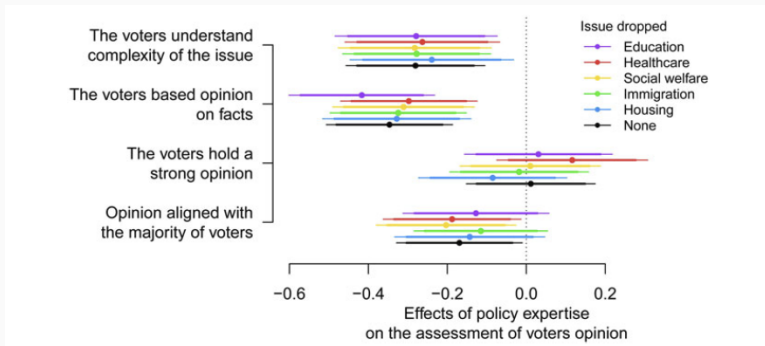 The voters understand
complexity of the issue
The voters based opinion
on facts
The voters hold a
strong opinion
Opinion aligned with
the majority of voters
Issue dropped
Education
Healthcare
Social welfare
Immigration
Housing
None
−0.6 −0.4 −0.2 0.0 0.2
Effects of policy expertise
on the assessment of voters opinion